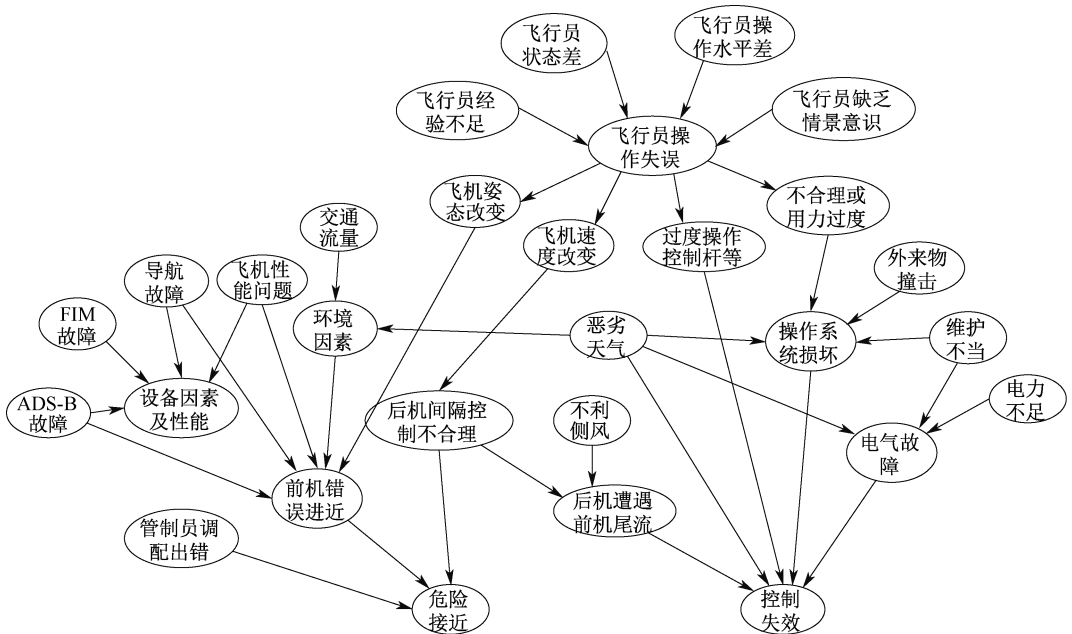 飞行员
状态差
飞行员操
作水平差
飞行员经
验不足
飞行员缺乏
情景意识
飞行员操
作失误
飞机姿
态改变
不合理或
用力过度
交通
流量
飞机速
度改变
过度操作
控制杆等
导航
故障
飞机性
能问题
外来物
撞击
FIM
故障
环境
因素
恶劣
天气
操作系
统损坏
维护
不当
ADS-B
故障
设备因素
及性能
后机间隔控
制不合理
不利
侧风
电力
不足
电气故
障
前机错
误进近
后机遭遇
前机尾流
管制员调
配出错
危险
接近
控制
失效